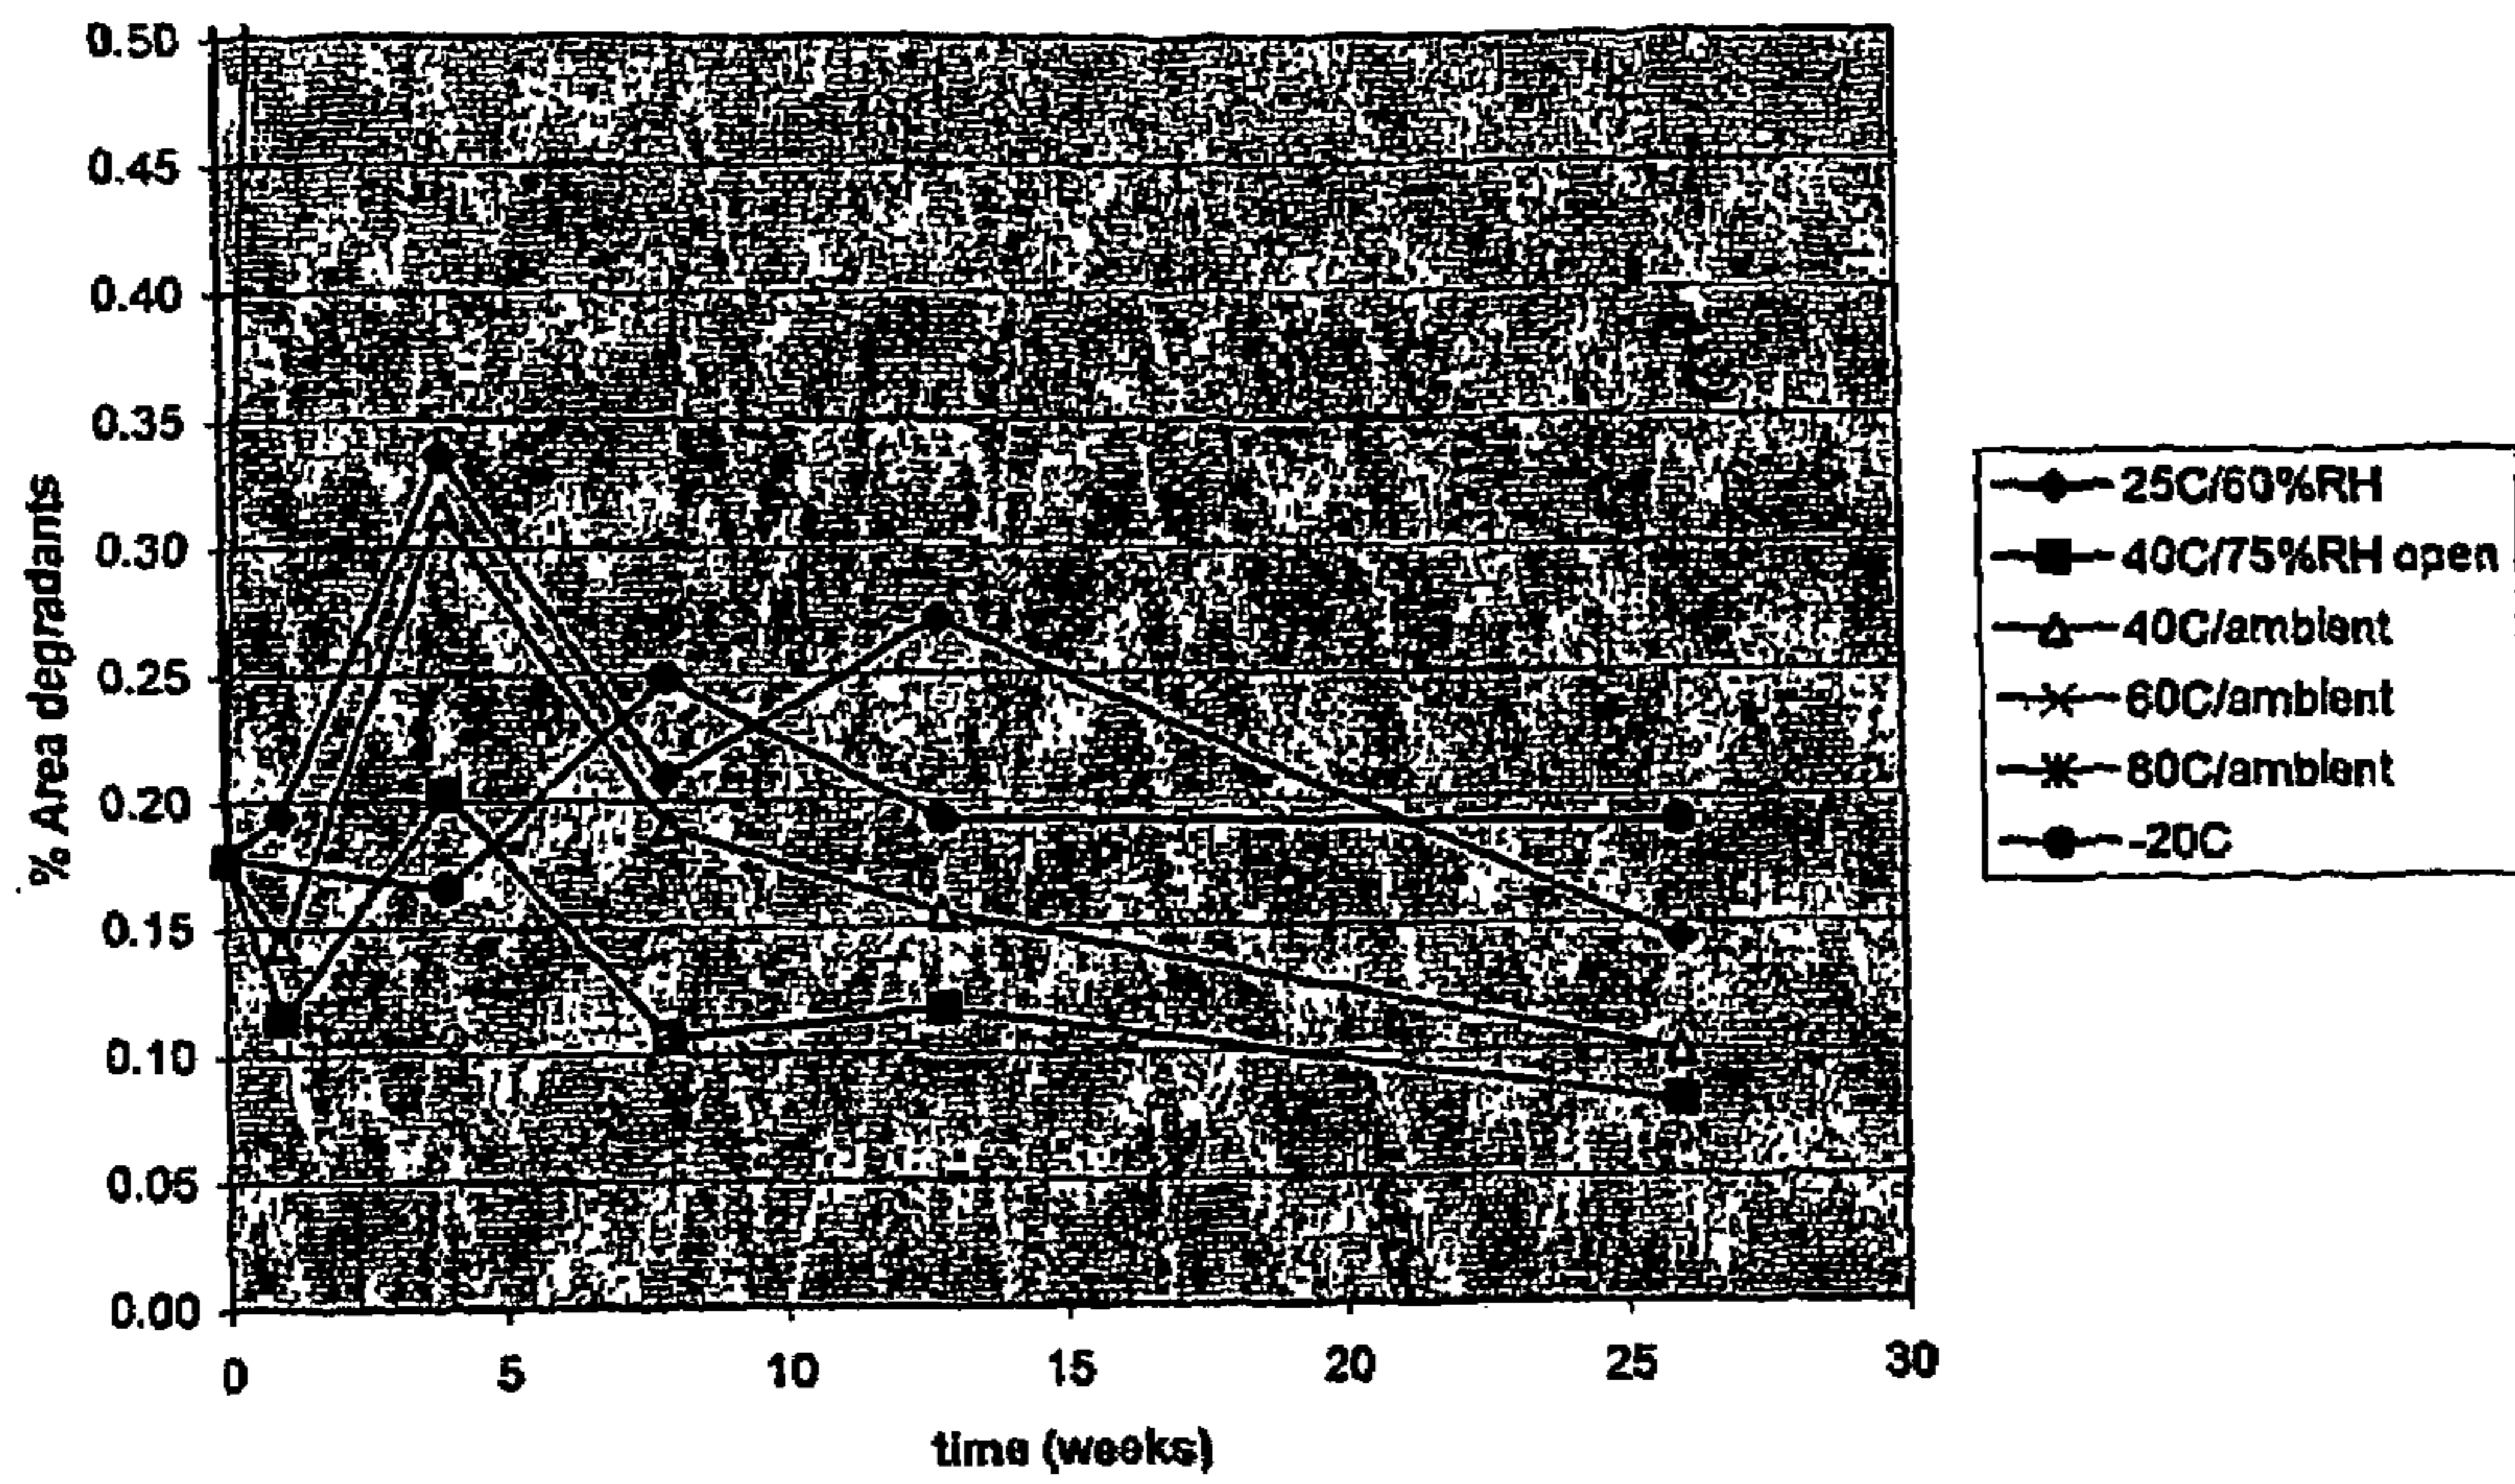 0.50
0.45
0.40
0.35
0.30
0.25
0.20
0.15
0.10
0.05
0.00
% Area degradants
0 5 10 15 20 25 30
time (weeks)
25C/60%RH
40C/75%RH open
40C/ambient
60C/ambient
80C/ambient
-20C